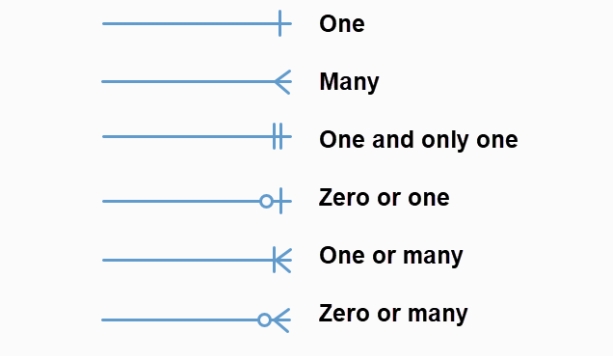 One
Many
One and only one
Zero or one
One or many
Zero or many